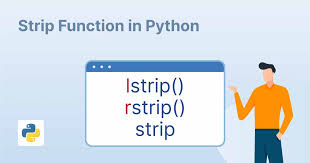 Strip Function in Python
lstrip()
rstrip()
strip